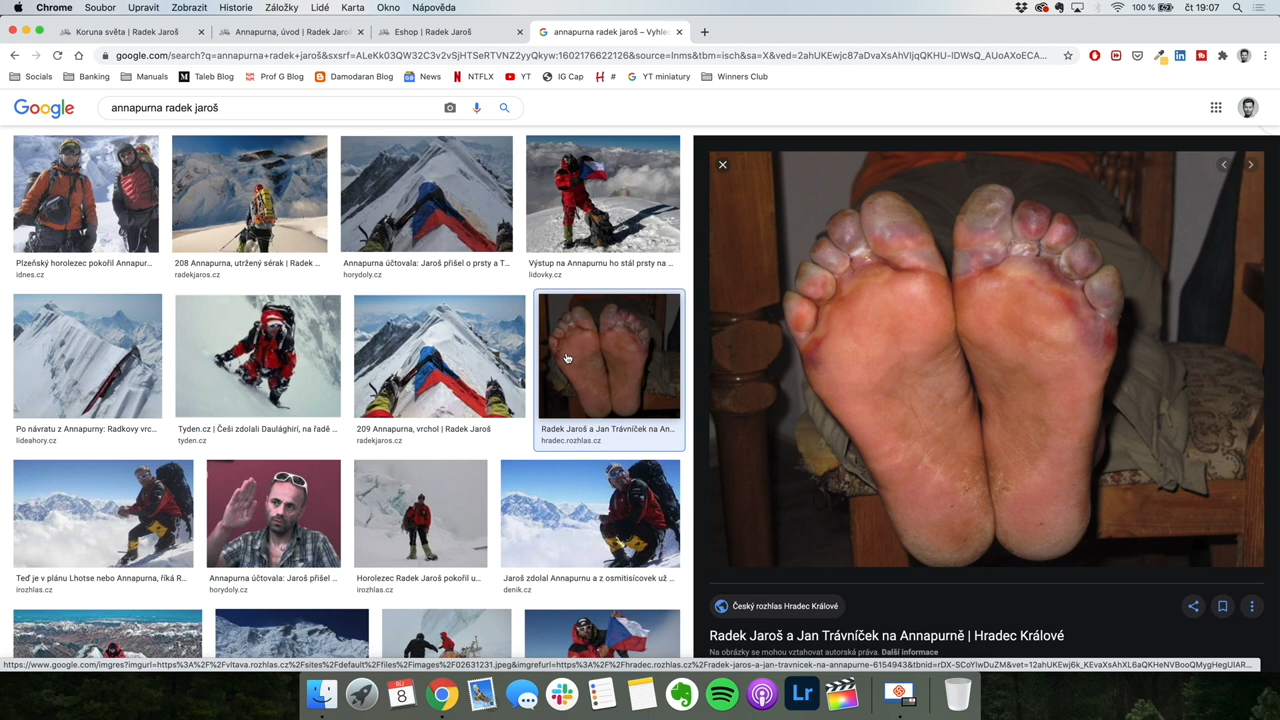 Chrome Soubor Upravit Zobrazit Historie Záložky Lidé Karta Okno Nápověda 100 % čt 19:07
Koruna světa | Radek Jaroš Annapurna, úvod | Radek Jaroš Eshop | Radek Jaroš annapurna radek jaroš – Vyhle
Socials Banking Manuals Taleb Blog Prof G Blog Damodaran Blog News NTFLX YT IG Cap # YT miniatury Winners Club
Google annapurna radek jaroš
Plzeňský horolezec pokořil Annapur... 208 Annapurna, utržený sérak | Radek ... Annapurna účtovala: Jaroš přišel o prsty a T... Výstup na Annapurnu ho stál prsty na ...
idnes.cz radekjaros.cz horydoly.cz lidovky.cz
Po návratu z Annapurny: Radkovy vrc... Tyden.cz | Češi zdolali Daulághirí, na řadě ... 209 Annapurna, vrchol | Radek Jaroš Radek Jaroš a Jan Trávníček na An...
lideahory.cz tyden.cz radekjaros.cz hradec.rozhlas.cz
Teď je v plánu Lhotse nebo Annapurna, říká R... Annapurna účtovala: Jaroš přišel ... Horolezec Radek Jaroš pokořil u... Jaroš zdolal Annapurnu a z osmitisícovek už ...
irozhlas.cz horydoly.cz irozhlas.cz denik.cz
Český rozhlas Hradec Králové
Radek Jaroš a Jan Trávníček na Annapurně | Hradec Králové
Na obrázky se mohou vztahovat autorská práva. Další informace
ŘÍJ
8
Lr